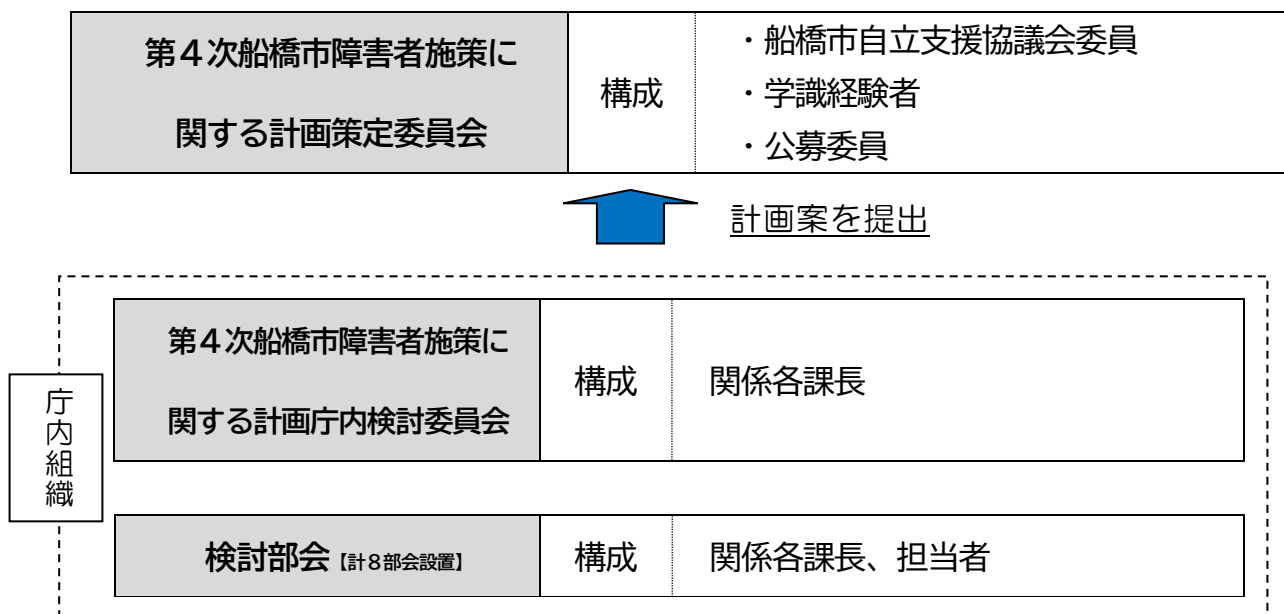 第４次船橋市障害者施策に
関する計画策定委員会
構成
・船橋市自立支援協議会委員
・学識経験者
・公募委員
計画案を提出
庁内組織
第４次船橋市障害者施策に
関する計画庁内検討委員会
構成
関係各課長
検討部会【計８部会設置】
構成
関係各課長、担当者